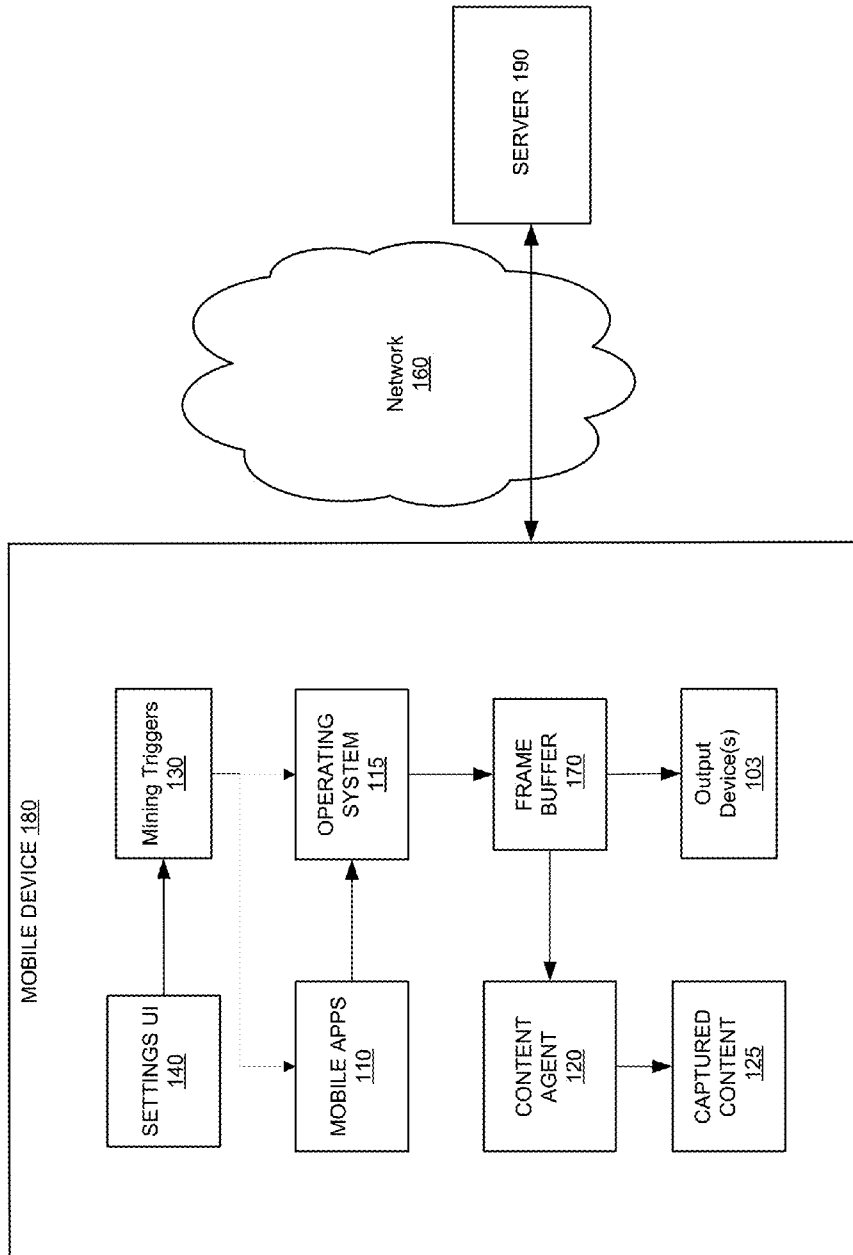 MOBILE DEVICE 180
SETTINGS UI
140
Mining Triggers
130
MOBILE APPS
110
OPERATING
SYSTEM
115
CONTENT
AGENT
120
FRAME
BUFFER
170
CAPTURED
CONTENT
125
Output
Device(s)
103
Network
160
SERVER 190